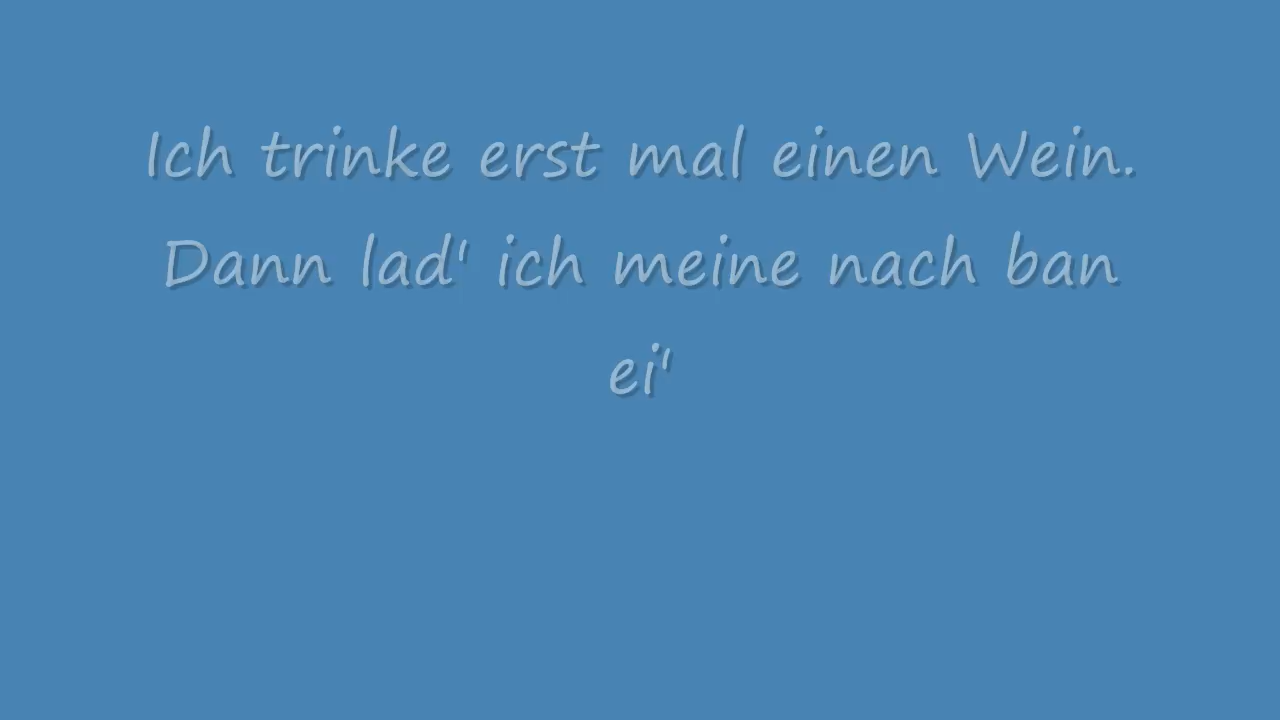 Ich trinke erst mal einen Wein.
Dann lad' ich meine nach ban
ei'